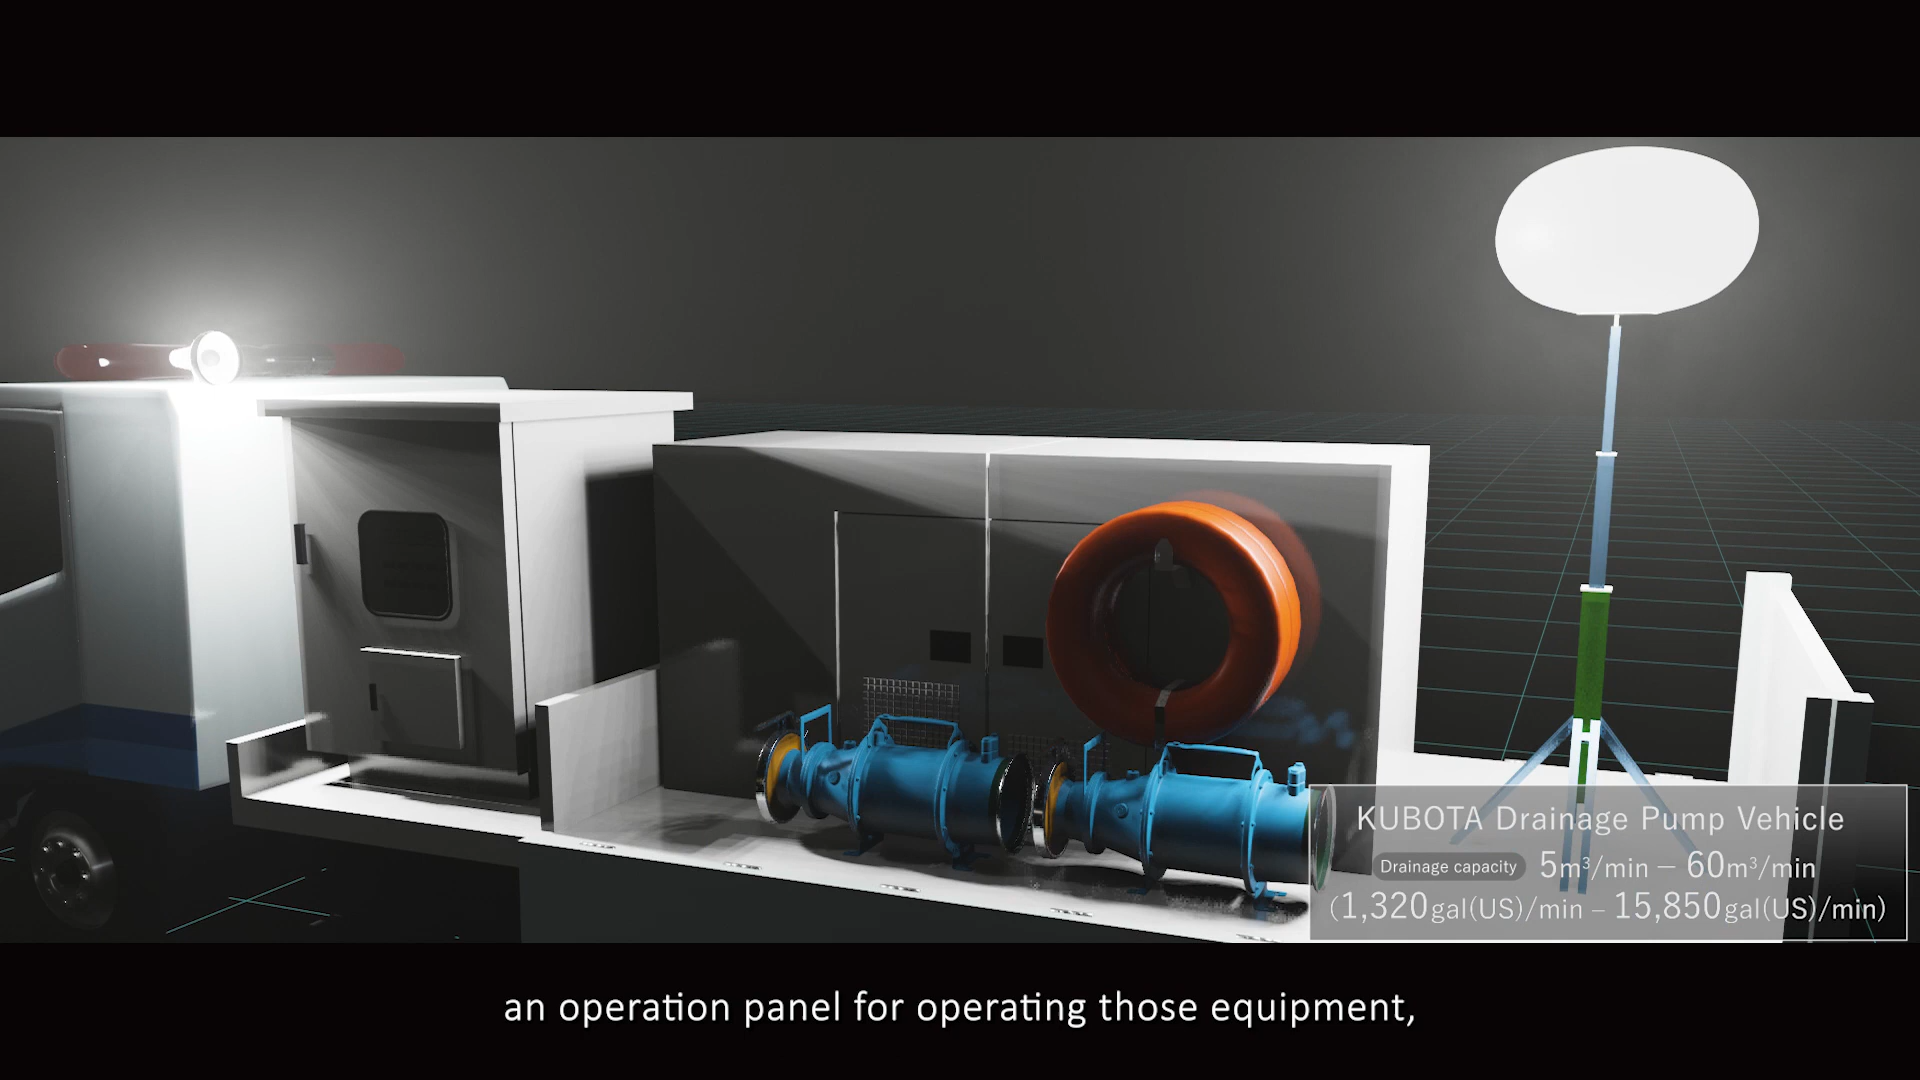 KUBOTA Drainage Pump Vehicle
Drainage capacity 5m³/min – 60m³/min
(1,320gal(US)/min – 15,850gal(US)/min)
an operation panel for operating those equipment,